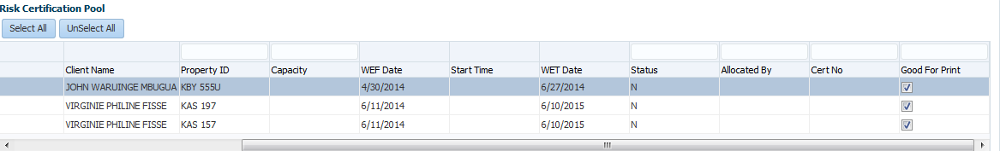 Risk Certification Pool
Select All UnSelect All
Client Name Property ID Capacity WEF Date Start Time WET Date Status Allocated By Cert No Good For Print
JOHN WARUINGE MBUGUA KBY 555U 4/30/2014 6/27/2014 N
VIRGINIE PHILINE FISSE KAS 197 6/11/2014 6/10/2015 N
VIRGINIE PHILINE FISSE KAS 157 6/11/2014 6/10/2015 N